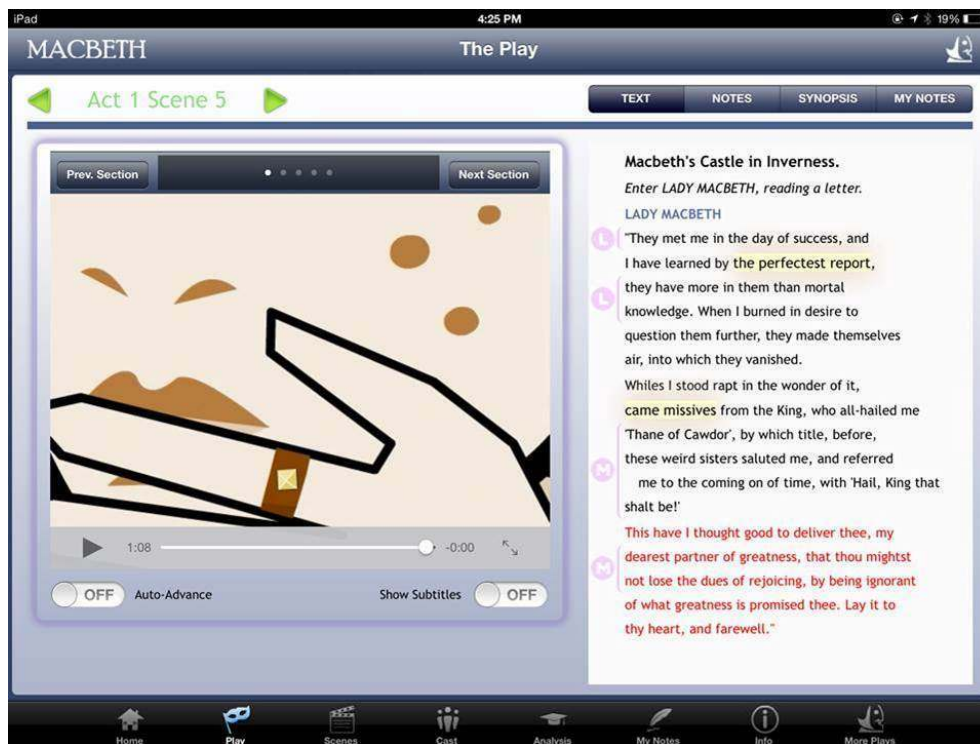 iPad 4:25 PM 19%
MACBETH The Play
Act 1 Scene 5 TEXT NOTES SYNOPSIS MY NOTES
Prev. Section Next Section
1:08 -0:00
OFF Auto-Advance Show Subtitles OFF
Macbeth's Castle in Inverness.
Enter LADY MACBETH, reading a letter.
LADY MACBETH
L "They met me in the day of success, and
I have learned by the perfectest report,
L they have more in them than mortal
knowledge. When I burned in desire to
question them further, they made themselves
air, into which they vanished.
Whiles I stood rapt in the wonder of it,
came missives from the King, who all-hailed me
'Thane of Cawdor', by which title, before,
M these weird sisters saluted me, and referred
me to the coming on of time, with 'Hail, King that
shalt be!'
This have I thought good to deliver thee, my
M dearest partner of greatness, that thou mightst
not lose the dues of rejoicing, by being ignorant
of what greatness is promised thee. Lay it to
thy heart, and farewell."
Home Play Scenes Cast Analysis My Notes Info More Plays